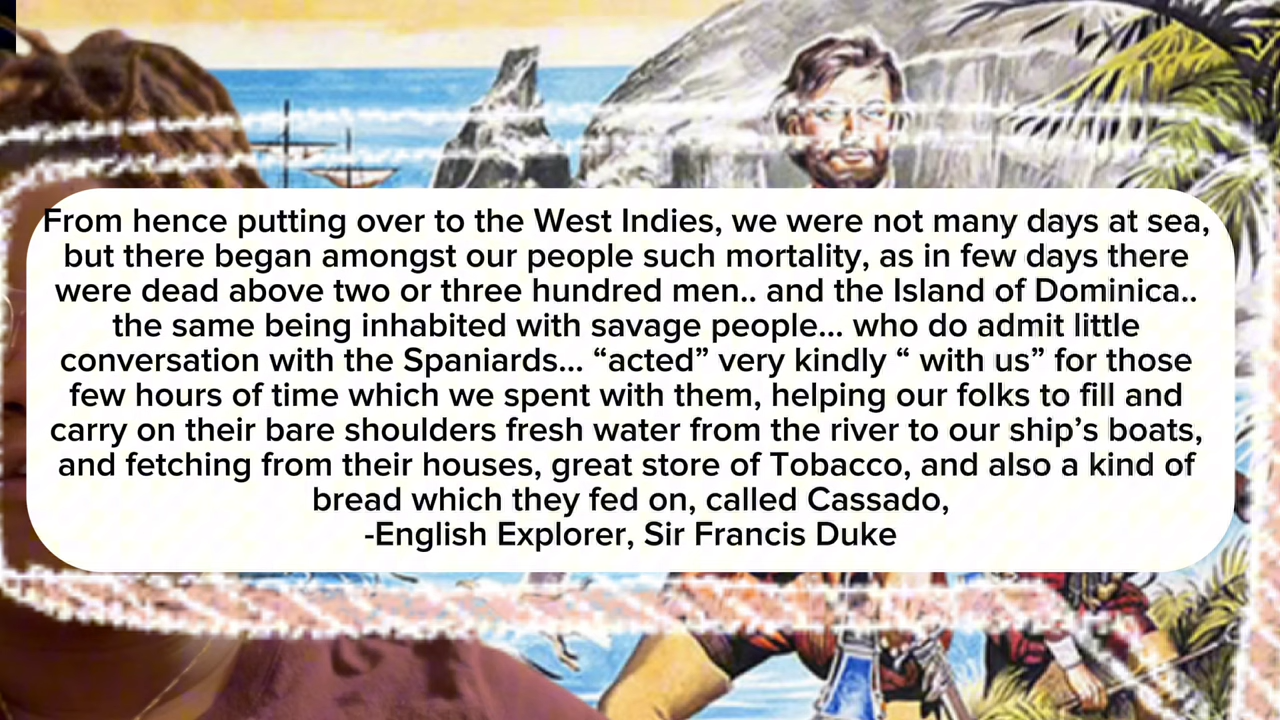 From hence putting over to the West Indies, we were not many days at sea,
but there began amongst our people such mortality, as in few days there
were dead above two or three hundred men.. and the Island of Dominica..
the same being inhabited with savage people... who do admit little
conversation with the Spaniards... “acted” very kindly “ with us” for those
few hours of time which we spent with them, helping our folks to fill and
carry on their bare shoulders fresh water from the river to our ship’s boats,
and fetching from their houses, great store of Tobacco, and also a kind of
bread which they fed on, called Cassado,
-English Explorer, Sir Francis Duke